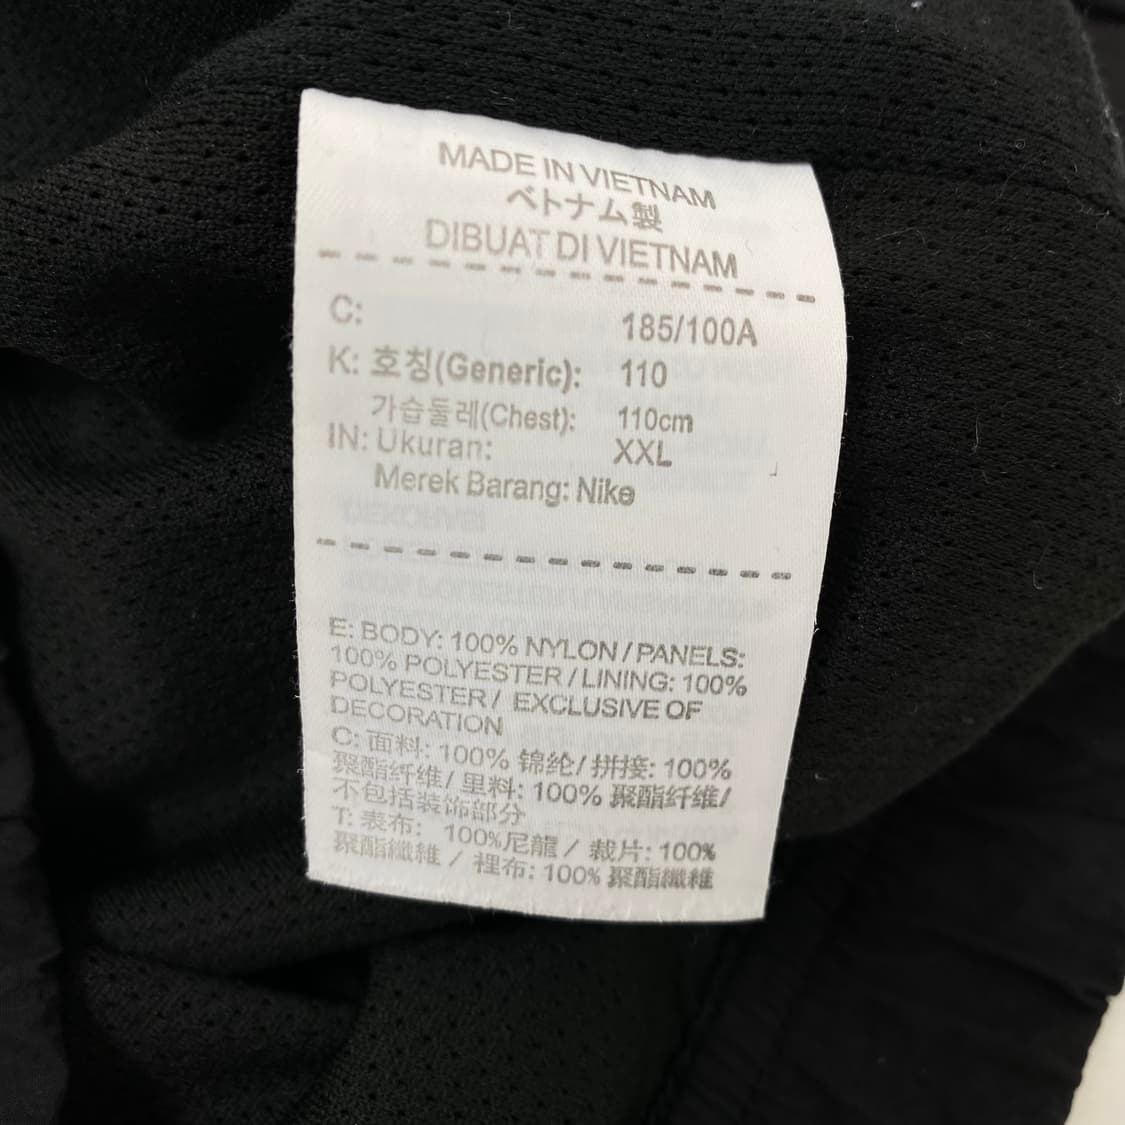 MADE IN VIETNAM
ベトナム製
DIBUAT DI VIETNAM
C: 185/100A
K: 호칭(Generic): 110
가슴둘레(Chest): 110cm
IN: Ukuran: XXL
Merek Barang: Nike
E: BODY: 100% NYLON / PANELS:
100% POLYESTER / LINING: 100%
POLYESTER / EXCLUSIVE OF
DECORATION
C: 面料: 100% 锦纶/ 拼接: 100%
聚酯纤维/ 里料: 100% 聚酯纤维/
不包括装饰部分
T: 表布: 100%尼龍 / 裁片: 100%
聚酯纖維 / 裡布: 100% 聚酯纖維